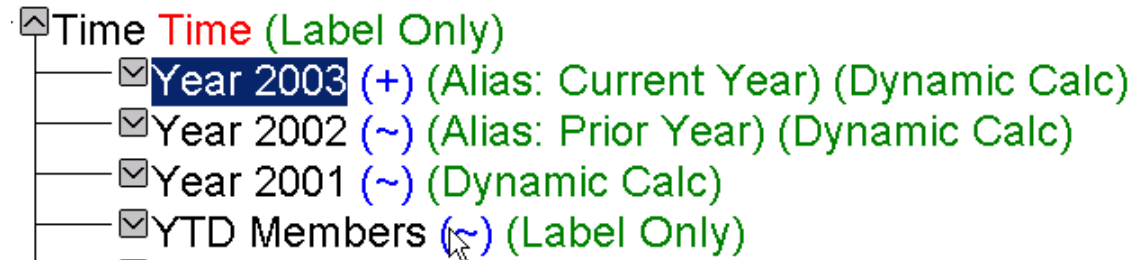 Time Time (Label Only)
Year 2003 (+) (Alias: Current Year) (Dynamic Calc)
Year 2002 (~) (Alias: Prior Year) (Dynamic Calc)
Year 2001 (~) (Dynamic Calc)
YTD Members (~) (Label Only)